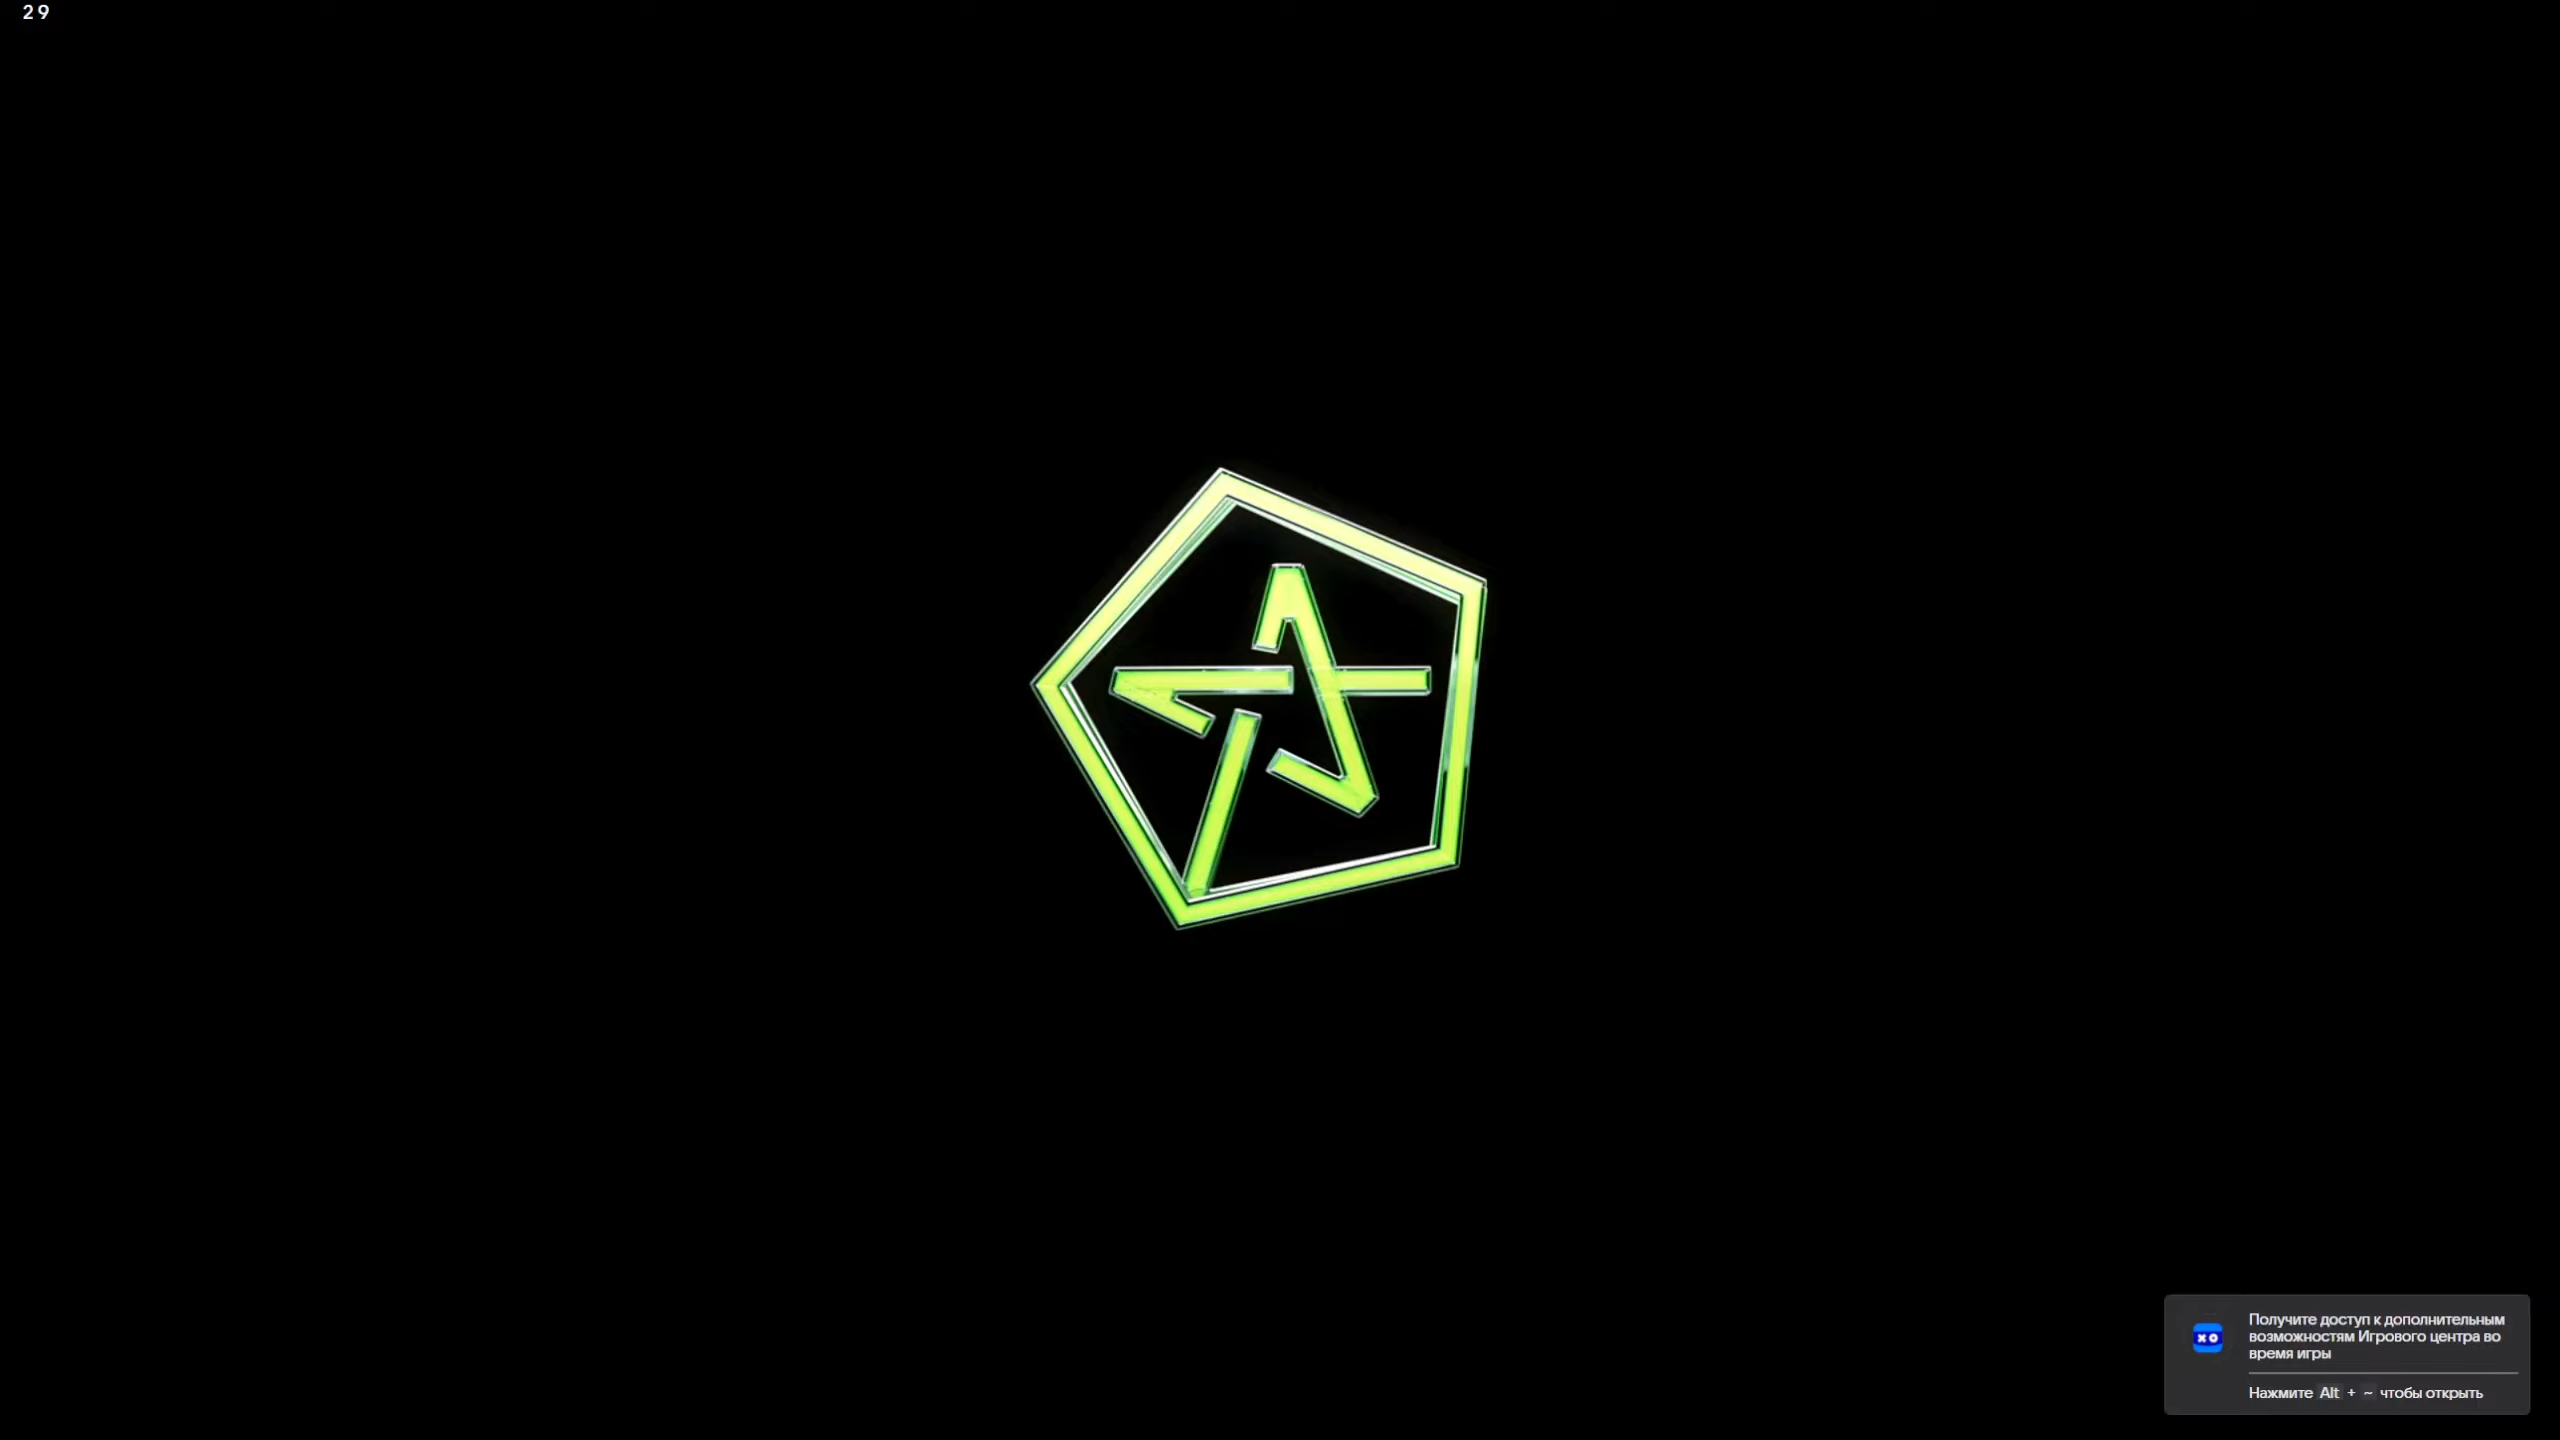 29
Получите доступ к дополнительным
возможностям Игрового центра во
время игры
Нажмите Alt + ~ чтобы открыть